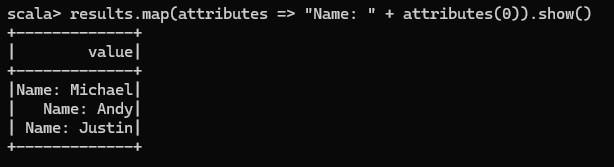 scala> results.map(attributes => "Name: " + attributes(0)).show()
+-------------+
|        value|
+-------------+
|Name: Michael|
|   Name: Andy|
| Name: Justin|
+-------------+